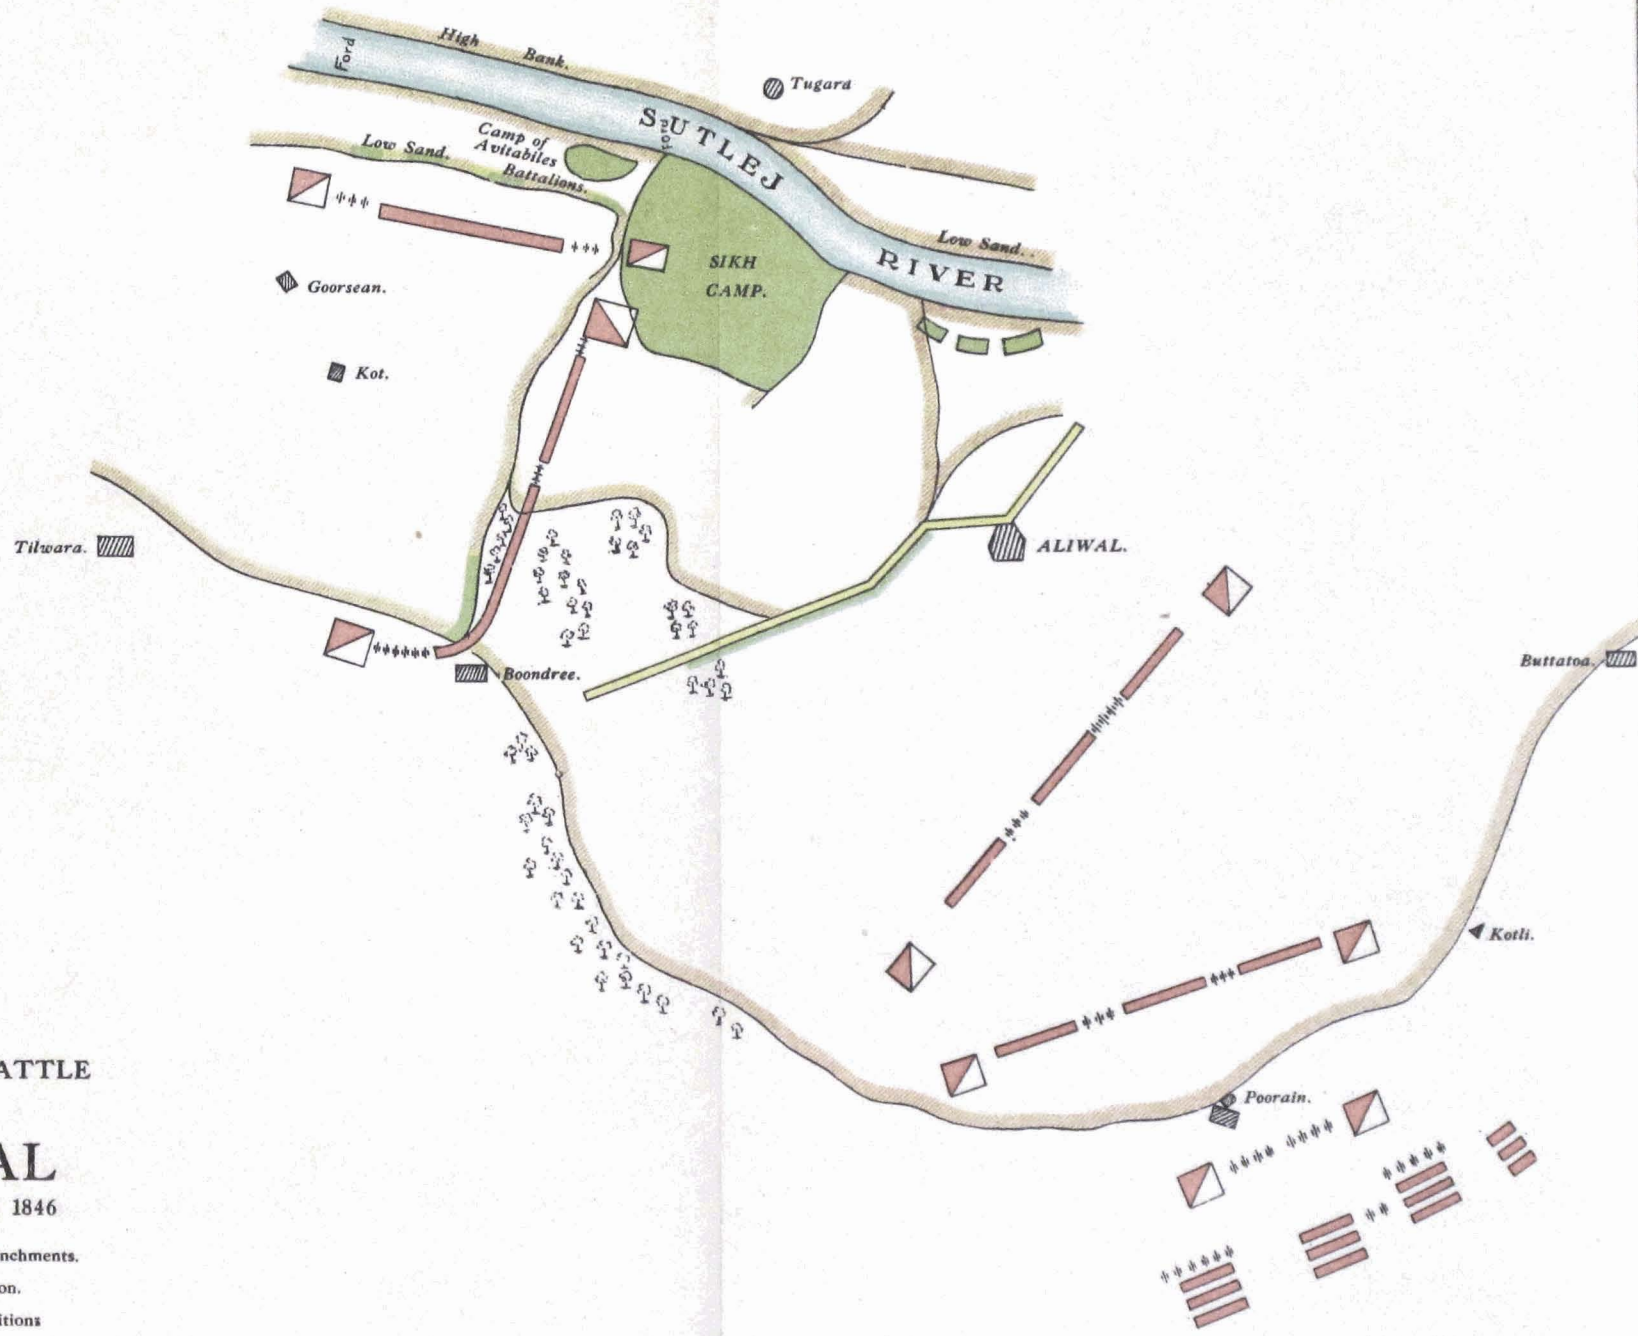 Ford
High Bank.
Tugara
SUTLEJ
Ford
Camp of
Avitabiles
Battalions.
Low Sand.
Low Sand..
RIVER
SIKH
CAMP.
Goorsean.
Kot.
Tilwara.
ALIWAL.
Boondree.
Buttatoa.
Kotli.
Poorain.
ATTLE
AL
1846
nchments.
on.
itions